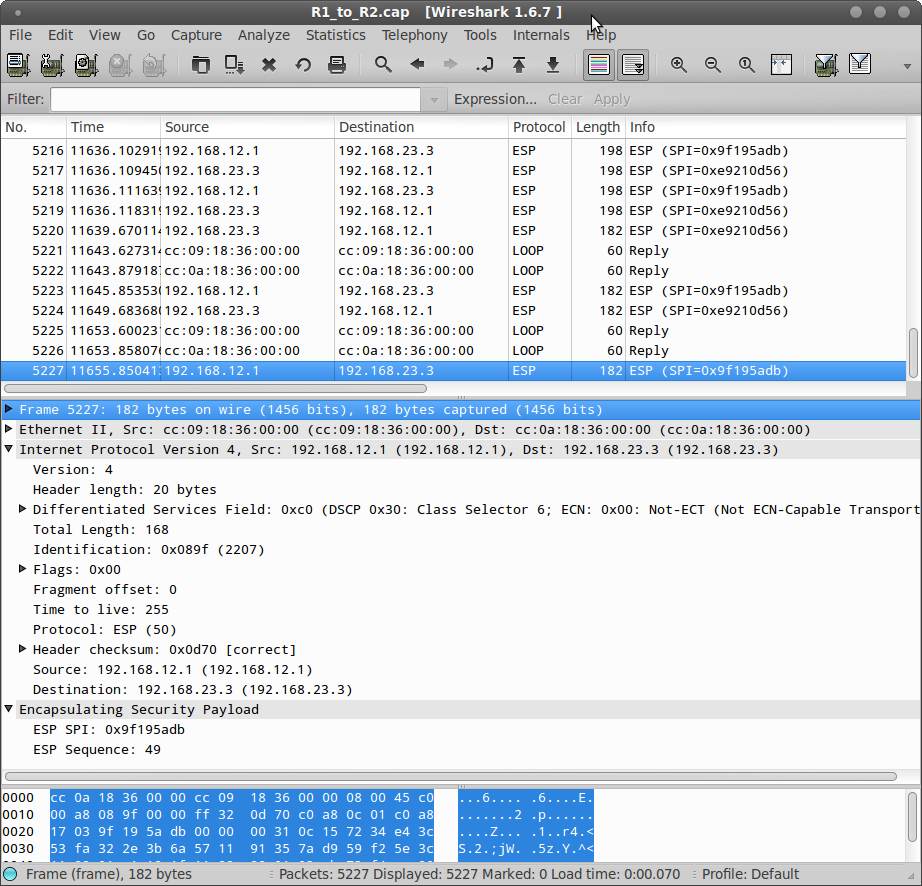 R1_to_R2.cap [Wireshark 1.6.7 ]
File Edit View Go Capture Analyze Statistics Telephony Tools Internals Help
Filter: Expression... Clear Apply
No. Time Source Destination Protocol Length Info
5216 11636.102919 192.168.12.1 192.168.23.3 ESP 198 ESP (SPI=0x9f195adb)
5217 11636.109450 192.168.23.3 192.168.12.1 ESP 198 ESP (SPI=0xe9210d56)
5218 11636.111639 192.168.12.1 192.168.23.3 ESP 198 ESP (SPI=0x9f195adb)
5219 11636.118319 192.168.23.3 192.168.12.1 ESP 198 ESP (SPI=0xe9210d56)
5220 11639.670114 192.168.23.3 192.168.12.1 ESP 182 ESP (SPI=0xe9210d56)
5221 11643.627314 cc:09:18:36:00:00 cc:09:18:36:00:00 LOOP 60 Reply
5222 11643.879187 cc:0a:18:36:00:00 cc:0a:18:36:00:00 LOOP 60 Reply
5223 11645.853530 192.168.12.1 192.168.23.3 ESP 182 ESP (SPI=0x9f195adb)
5224 11649.683680 192.168.23.3 192.168.12.1 ESP 182 ESP (SPI=0xe9210d56)
5225 11653.600231 cc:09:18:36:00:00 cc:09:18:36:00:00 LOOP 60 Reply
5226 11653.858076 cc:0a:18:36:00:00 cc:0a:18:36:00:00 LOOP 60 Reply
5227 11655.850413 192.168.12.1 192.168.23.3 ESP 182 ESP (SPI=0x9f195adb)
Frame 5227: 182 bytes on wire (1456 bits), 182 bytes captured (1456 bits)
Ethernet II, Src: cc:09:18:36:00:00 (cc:09:18:36:00:00), Dst: cc:0a:18:36:00:00 (cc:0a:18:36:00:00)
Internet Protocol Version 4, Src: 192.168.12.1 (192.168.12.1), Dst: 192.168.23.3 (192.168.23.3)
Version: 4
Header length: 20 bytes
Differentiated Services Field: 0xc0 (DSCP 0x30: Class Selector 6; ECN: 0x00: Not-ECT (Not ECN-Capable Transport
Total Length: 168
Identification: 0x089f (2207)
Flags: 0x00
Fragment offset: 0
Time to live: 255
Protocol: ESP (50)
Header checksum: 0x0d70 [correct]
Source: 192.168.12.1 (192.168.12.1)
Destination: 192.168.23.3 (192.168.23.3)
Encapsulating Security Payload
ESP SPI: 0x9f195adb
ESP Sequence: 49
0000 cc 0a 18 36 00 00 cc 09 18 36 00 00 08 00 45 c0 ...6.... .6....E.
0010 00 a8 08 9f 00 00 ff 32 0d 70 c0 a8 0c 01 c0 a8 .......2 .p......
0020 17 03 9f 19 5a db 00 00 00 31 0c 15 72 34 e4 3c ....Z... .1..r4.<
0030 53 fa 32 2e 3b 6a 57 11 91 35 7a d9 59 f2 5e 3c S.2.;jW. .5z.Y.^<
Frame (frame), 182 bytes Packets: 5227 Displayed: 5227 Marked: 0 Load time: 0:00.070 Profile: Default